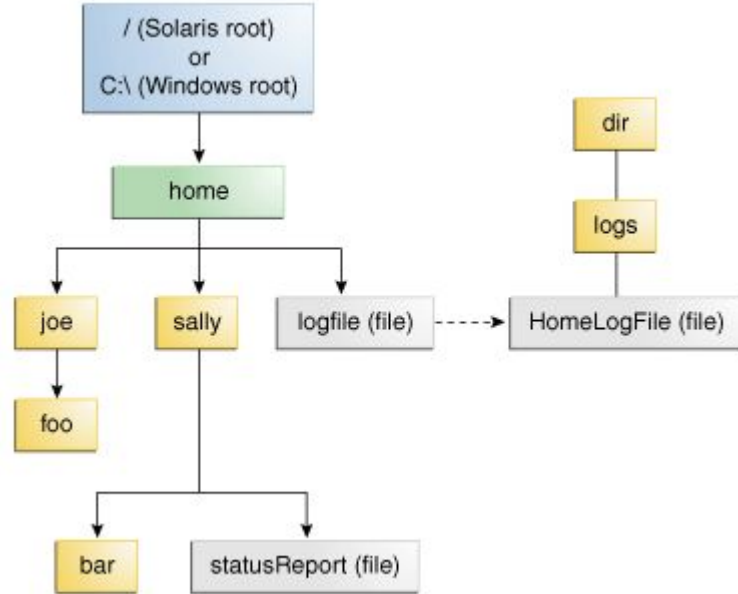 / (Solaris root)
or
C:\ (Windows root)
dir
home
logs
joe
sally
logfile (file)
HomeLogFile (file)
foo
bar
statusReport (file)